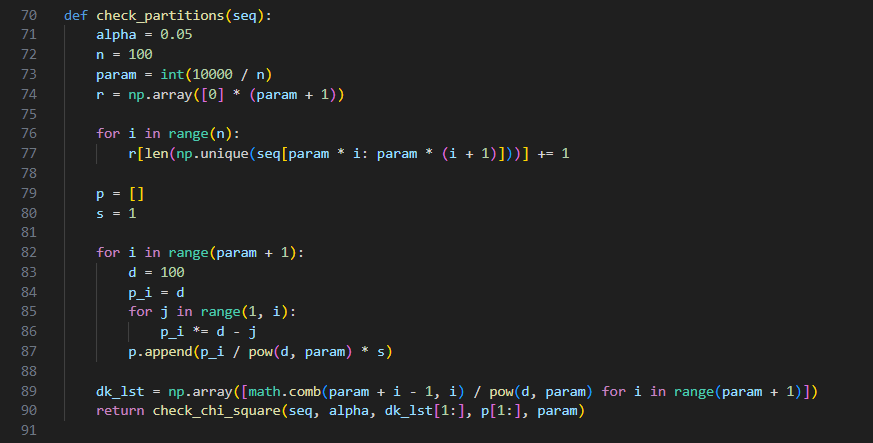 70 def check_partitions(seq):
71     alpha = 0.05
72     n = 100
73     param = int(10000 / n)
74     r = np.array([0] * (param + 1))
75
76     for i in range(n):
77         r[len(np.unique(seq[param * i: param * (i + 1)]))] += 1
78
79     p = []
80     s = 1
81
82     for i in range(param + 1):
83         d = 100
84         p_i = d
85         for j in range(1, i):
86             p_i *= d - j
87         p.append(p_i / pow(d, param) * s)
88
89     dk_lst = np.array([math.comb(param + i - 1, i) / pow(d, param) for i in range(param + 1)])
90     return check_chi_square(seq, alpha, dk_lst[1:], p[1:], param)
91